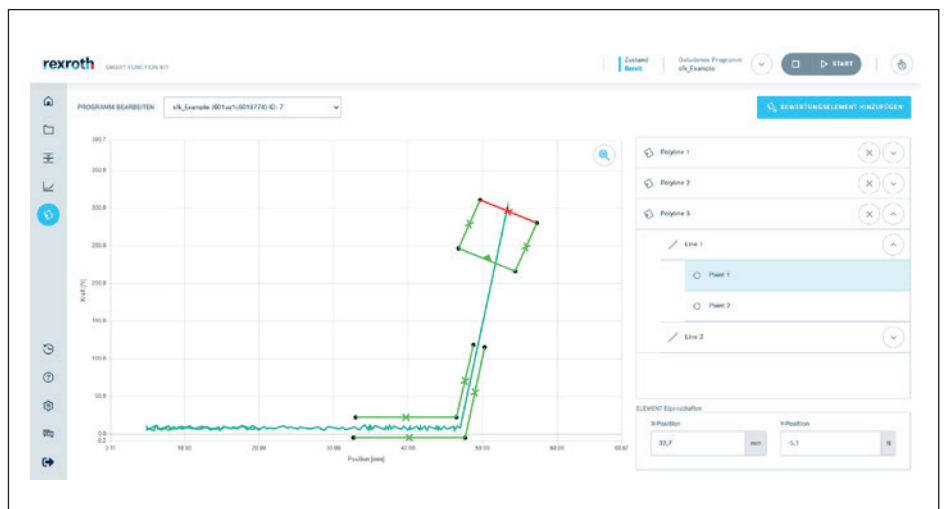 rexroth SMART FUNCTION KIT
Zustand
Bereit
Geladenes Programm
sfk_Example
START
PROGRAMM BEARBEITEN
BEWERTUNGSELEMENT HINZUFÜGEN
Polyline 1
Polyline 2
Polyline 3
Line 1
Point 1
Point 2
Line 2
350.0
300.0
250.0
200.0
150.0
100.0
50.0
0.0
Kraft [%]
10.00
20.00
30.00
40.00
50.00
60.00
Position [mm]
ELEMENT Eigenschaften
X-Position
32,7
mm
Y-Position
-5,1
N